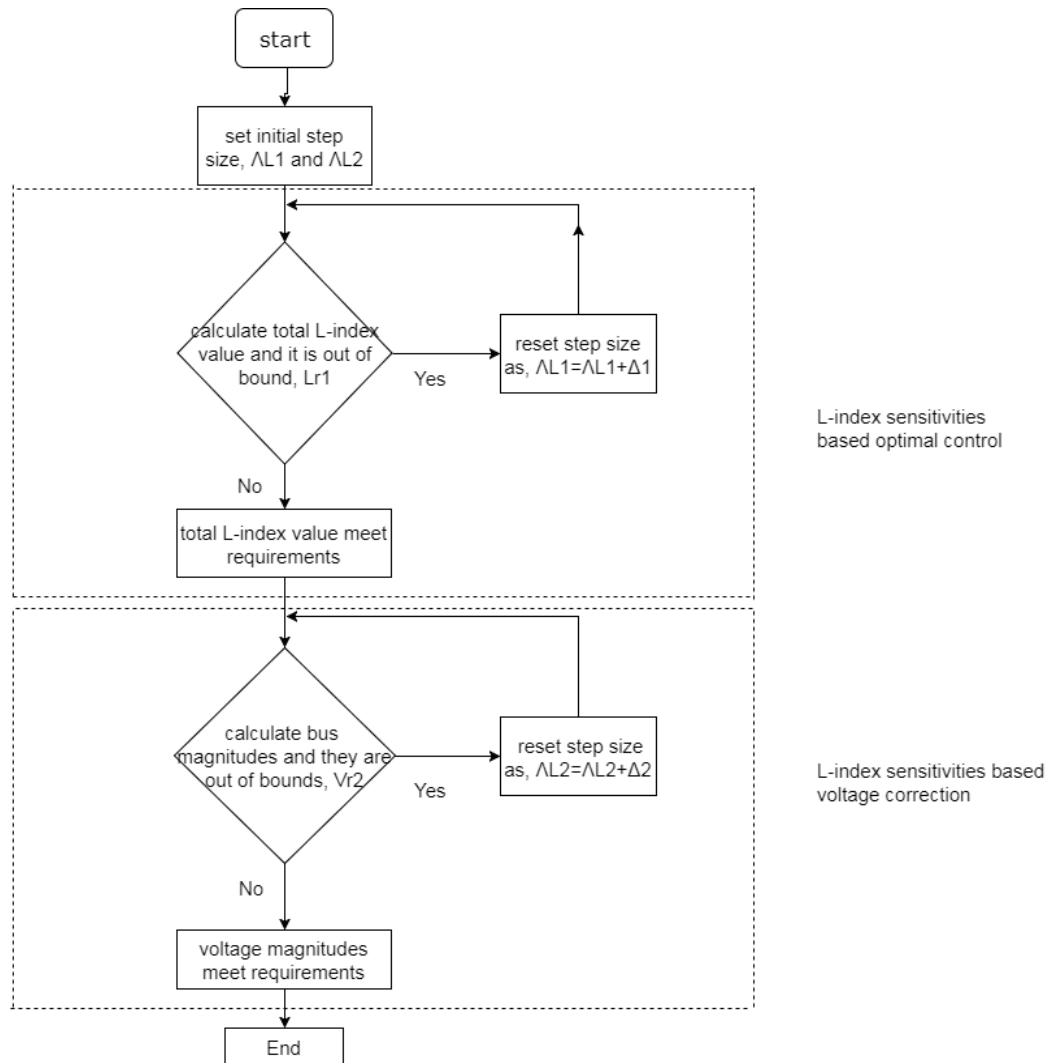 start
set initial step
size, ΛL1 and ΛL2
calculate total L-index
value and it is out of
bound, Lr1
Yes
reset step size
as, ΛL1=ΛL1+Δ1
L-index sensitivities
based optimal control
No
total L-index value meet
requirements
calculate bus
magnitudes and they are
out of bounds, Vr2
Yes
reset step size
as, ΛL2=ΛL2+Δ2
L-index sensitivities based
voltage correction
No
voltage magnitudes
meet requirements
End